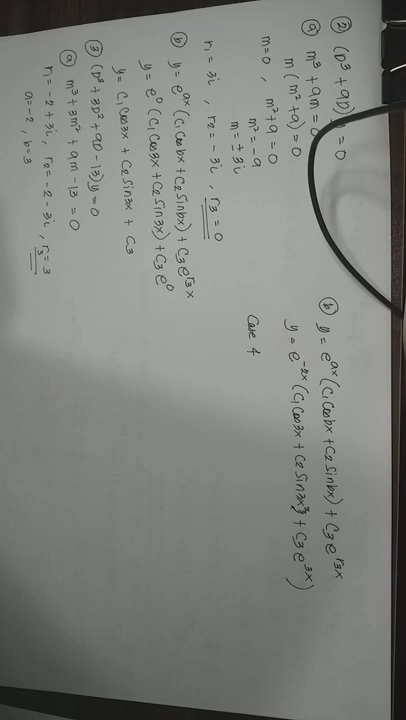 ② (D³ + 9D) y = 0
ⓐ m³ + 9m = 0
m (m² + 9) = 0
m = 0 , m² + 9 = 0
m² = -9
m = ± 3i
r₁ = 3i , r₂ = - 3i , r₃ = 0
ⓑ y = e^ax (C₁ Cos bx + C₂ Sin bx) + C₃ e^r₃x
y = e⁰ (C₁ Cos 3x + C₂ Sin 3x) + C₃ e⁰
y = C₁ Cos 3x + C₂ Sin 3x + C₃
③ (D³ + 3D² + 9D - 13) y = 0
ⓐ m³ + 3m² + 9m - 13 = 0
r₁ = -2 + 3i , r₂ = -2 - 3i , r₃ = 3
a = -2 , b = 3
ⓑ y = e^ax (C₁ Cos bx + C₂ Sin bx) + C₃ e^r₃x
y = e^-2x (C₁ Cos 3x + C₂ Sin 3x + C₃ e^3x)
Case 4